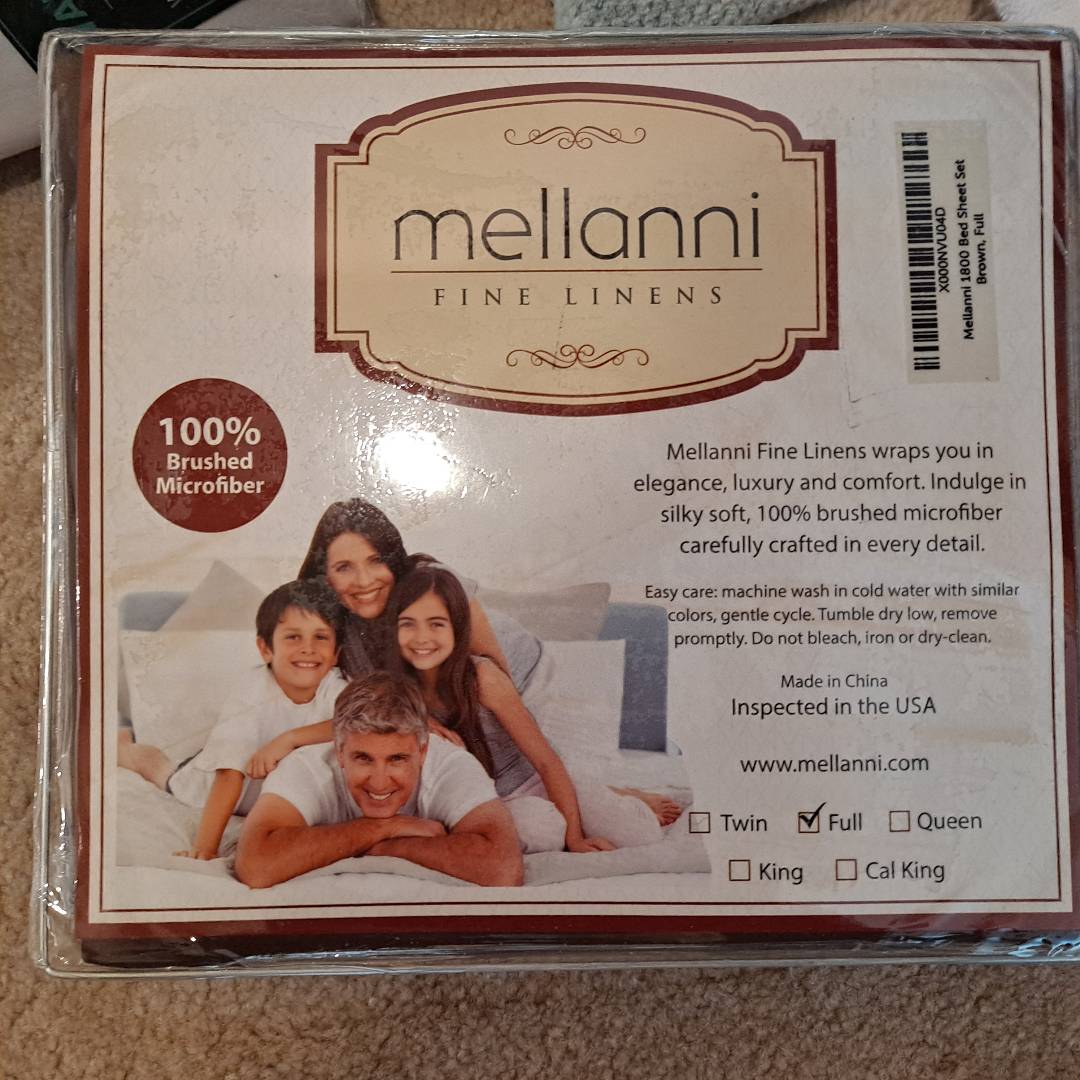 mellanni
FINE LINENS
X000NVU04D
Mellanni 1800 Bed Sheet Set
Brown, Full
100%
Brushed
Microfiber
Mellanni Fine Linens wraps you in
elegance, luxury and comfort. Indulge in
silky soft, 100% brushed microfiber
carefully crafted in every detail.
Easy care: machine wash in cold water with similar
colors, gentle cycle. Tumble dry low, remove
promptly. Do not bleach, iron or dry-clean.
Made in China
Inspected in the USA
www.mellanni.com
Twin Full Queen
King Cal King